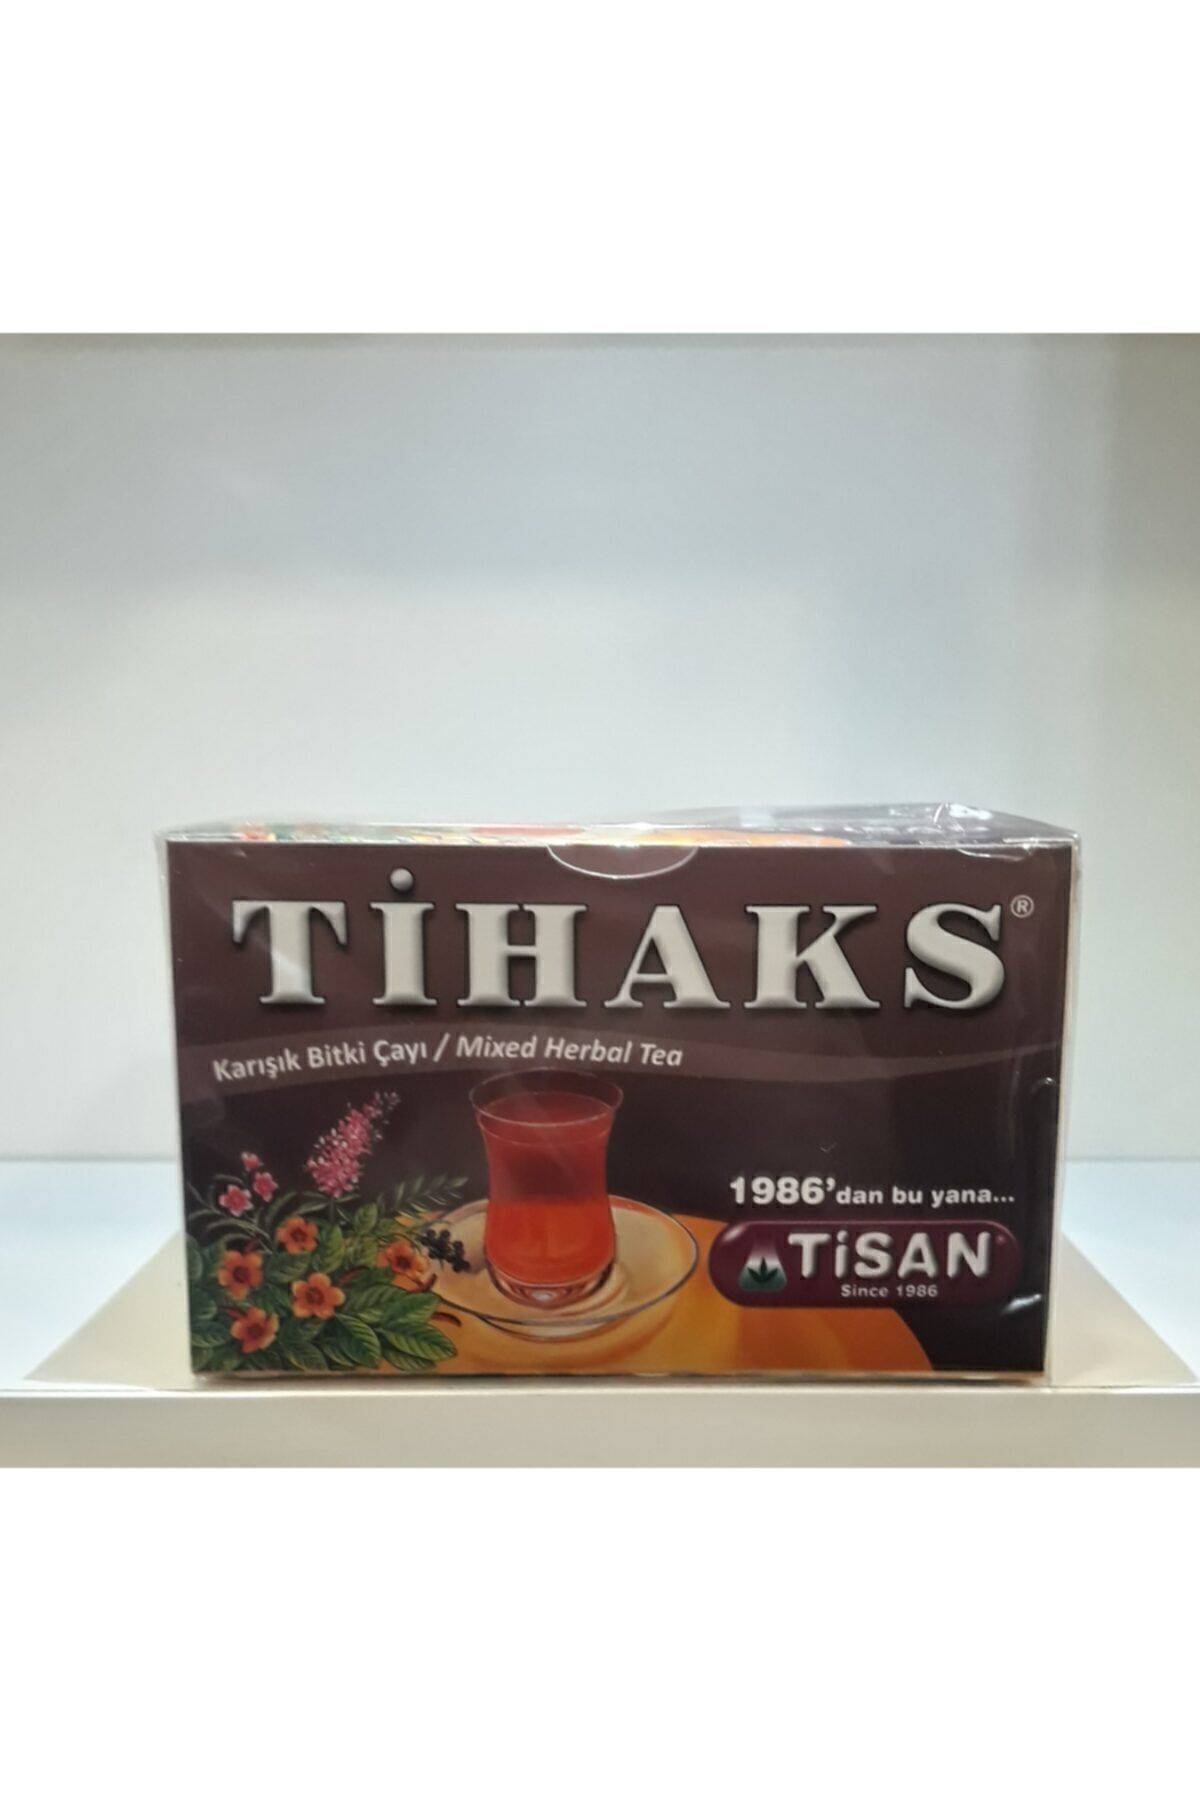 TİHAKS®
Karışık Bitki Çayı / Mixed Herbal Tea
1986'dan bu yana...
TİSAN
Since 1986